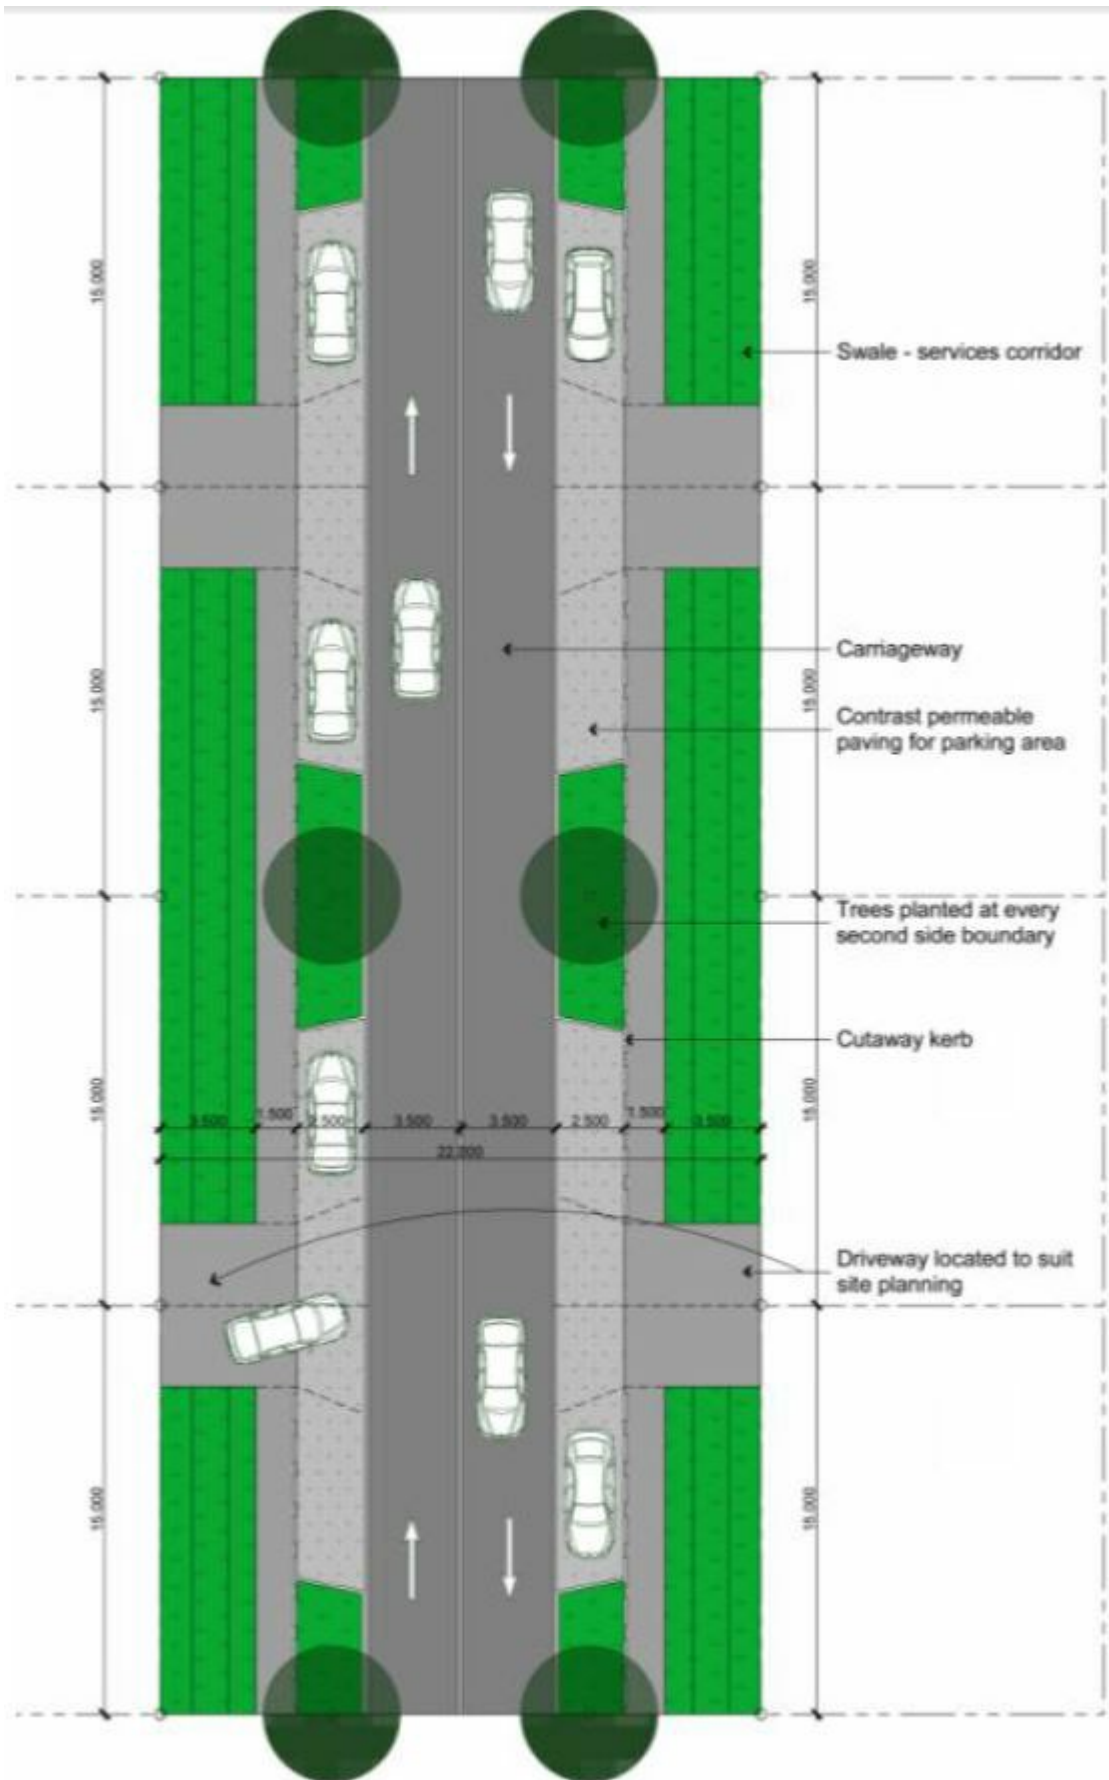 15.000
15.000
Swale - services corridor
Carriageway
15.000
15.000
Contrast permeable
paving for parking area
Trees planted at every
second side boundary
Cutaway kerb
15.000
15.000
3.500 1.500 2.500 3.500 3.500 2.500 1.500 3.500
22.000
Driveway located to suit
site planning
15.000
15.000